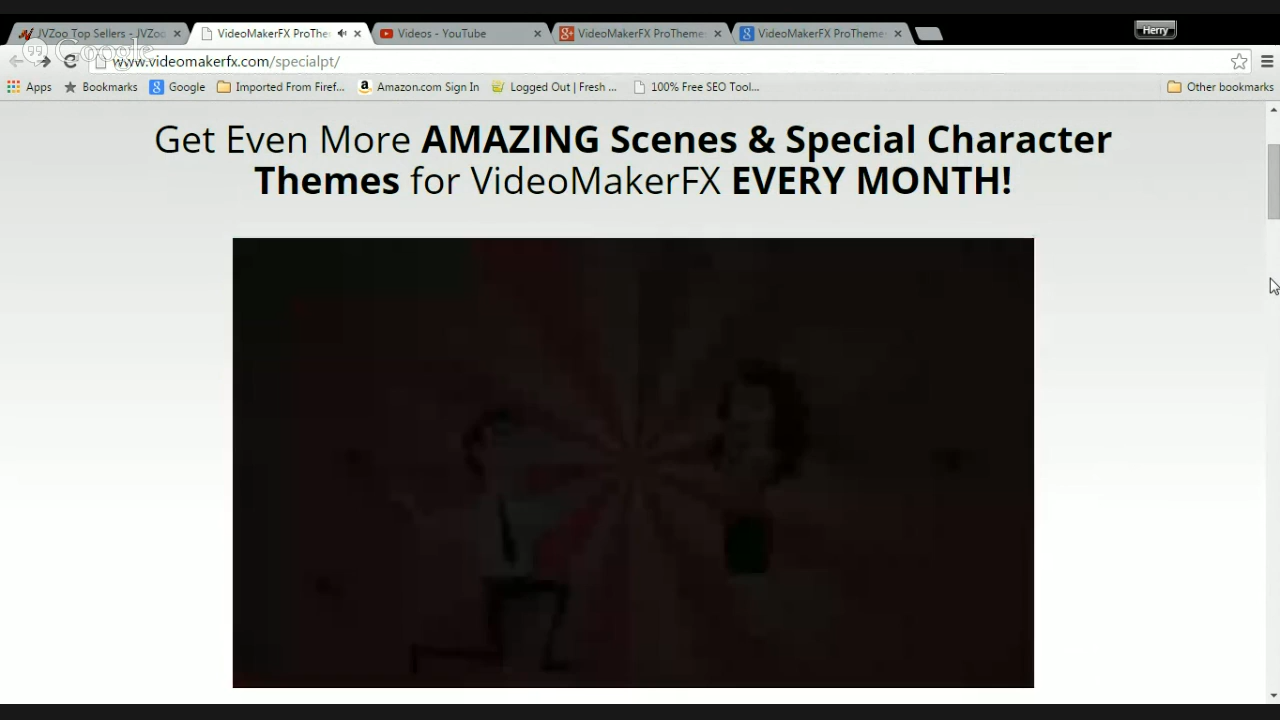 JVZoo Top Sellers - JVZoo
VideoMakerFX ProThem
Videos - YouTube
VideoMakerFX ProTheme
VideoMakerFX ProTheme
Herry
Google
www.videomakerfx.com/specialpt/
Apps
Bookmarks
Google
Imported From Firef...
Amazon.com Sign In
Logged Out | Fresh ...
100% Free SEO Tool...
Other bookmarks
Get Even More AMAZING Scenes & Special Character
Themes for VideoMakerFX EVERY MONTH!